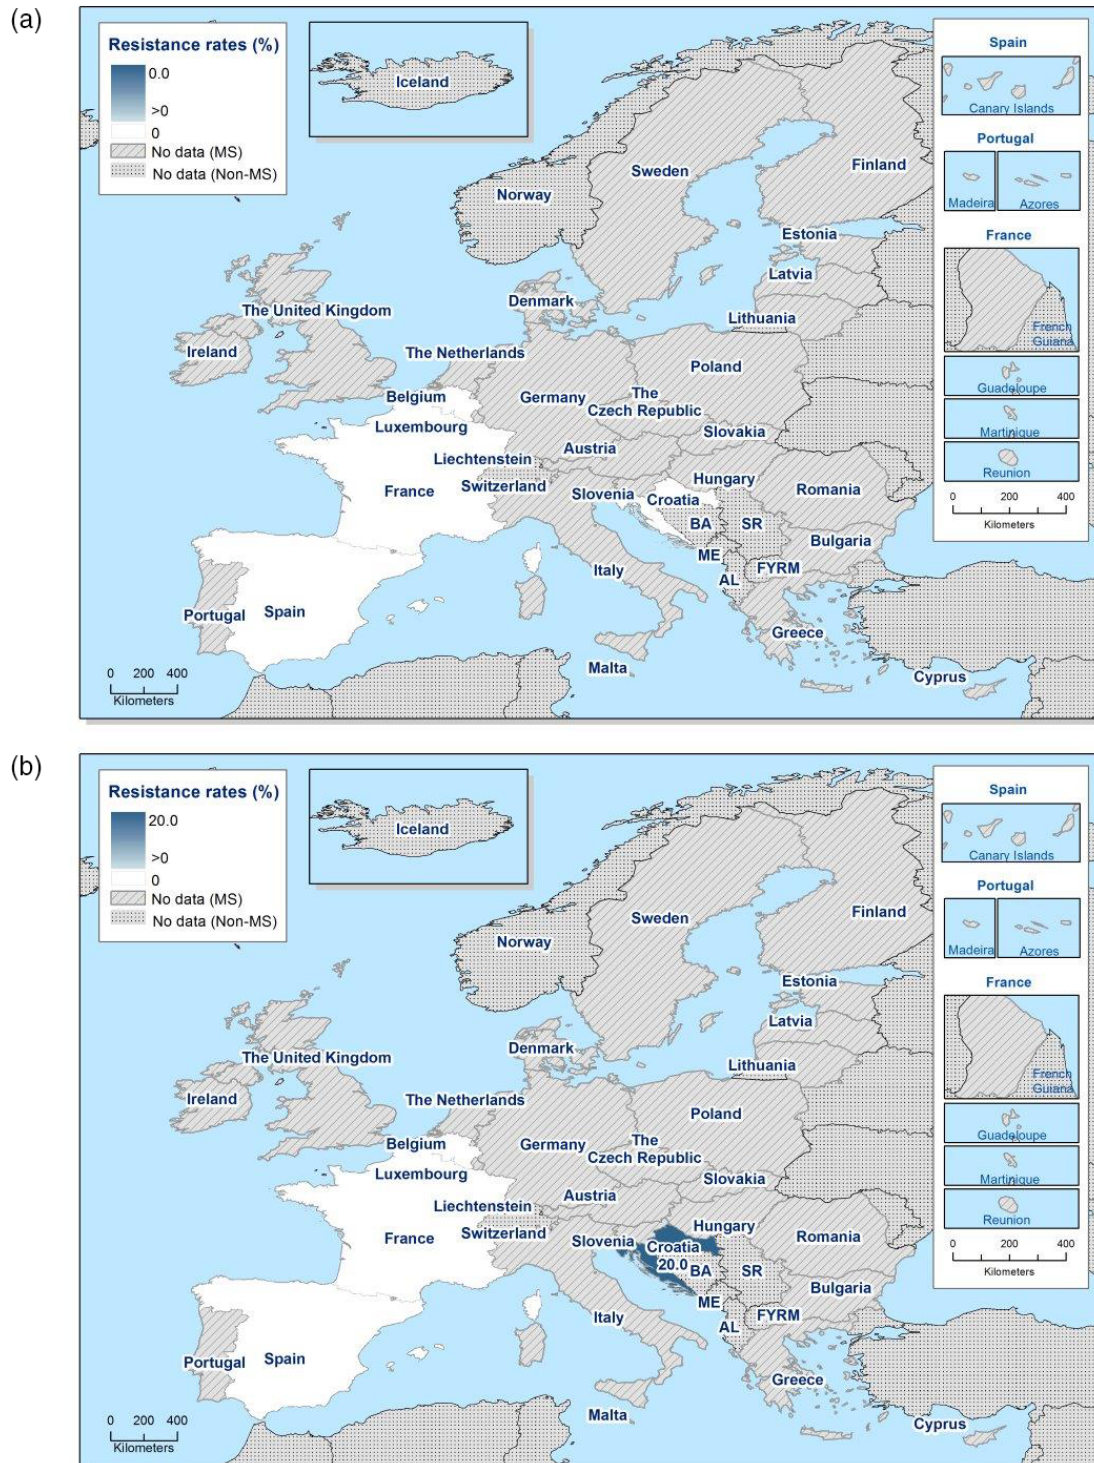 (a)
Resistance rates (%)
0.0
>0
0
No data (MS)
No data (Non-MS)
Iceland
Norway
Sweden
Finland
Estonia
Latvia
Lithuania
Denmark
The United Kingdom
Ireland
The Netherlands
Poland
Belgium
Germany
The
Czech Republic
Luxembourg
Slovakia
Austria
Liechtenstein
Switzerland
France
Hungary
Slovenia
Croatia
Romania
BA
SR
Bulgaria
ME
Italy
FYRM
AL
Portugal
Spain
Greece
Malta
Cyprus
0 200 400
Kilometers
Spain
Canary Islands
Portugal
Madeira
Azores
France
French
Guiana
Guadeloupe
Martinique
Reunion
0 200 400
Kilometers
(b)
Resistance rates (%)
20.0
>0
0
No data (MS)
No data (Non-MS)
Iceland
Norway
Sweden
Finland
Estonia
Latvia
Lithuania
Denmark
The United Kingdom
Ireland
The Netherlands
Poland
Belgium
Germany
The
Czech Republic
Luxembourg
Slovakia
Austria
Liechtenstein
Switzerland
France
Hungary
Slovenia
Croatia
20.0
Romania
BA
SR
Bulgaria
ME
Italy
FYRM
AL
Portugal
Spain
Greece
Malta
Cyprus
0 200 400
Kilometers
Spain
Canary Islands
Portugal
Madeira
Azores
France
French
Guiana
Guadeloupe
Martinique
Reunion
0 200 400
Kilometers